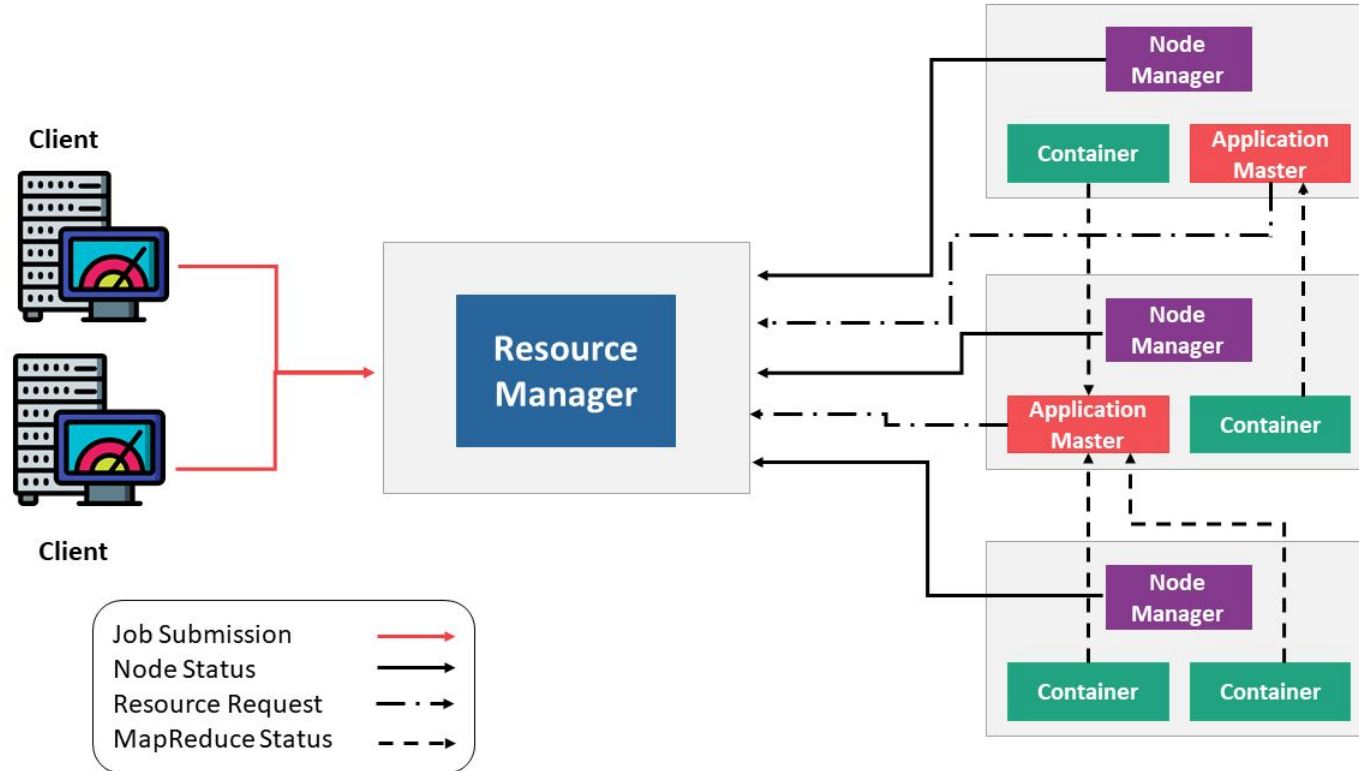 Node
Manager
Container
Application
Master
Client
Resource
Manager
Node
Manager
Application
Master
Container
Client
Node
Manager
Container
Container
Job Submission
Node Status
Resource Request
MapReduce Status